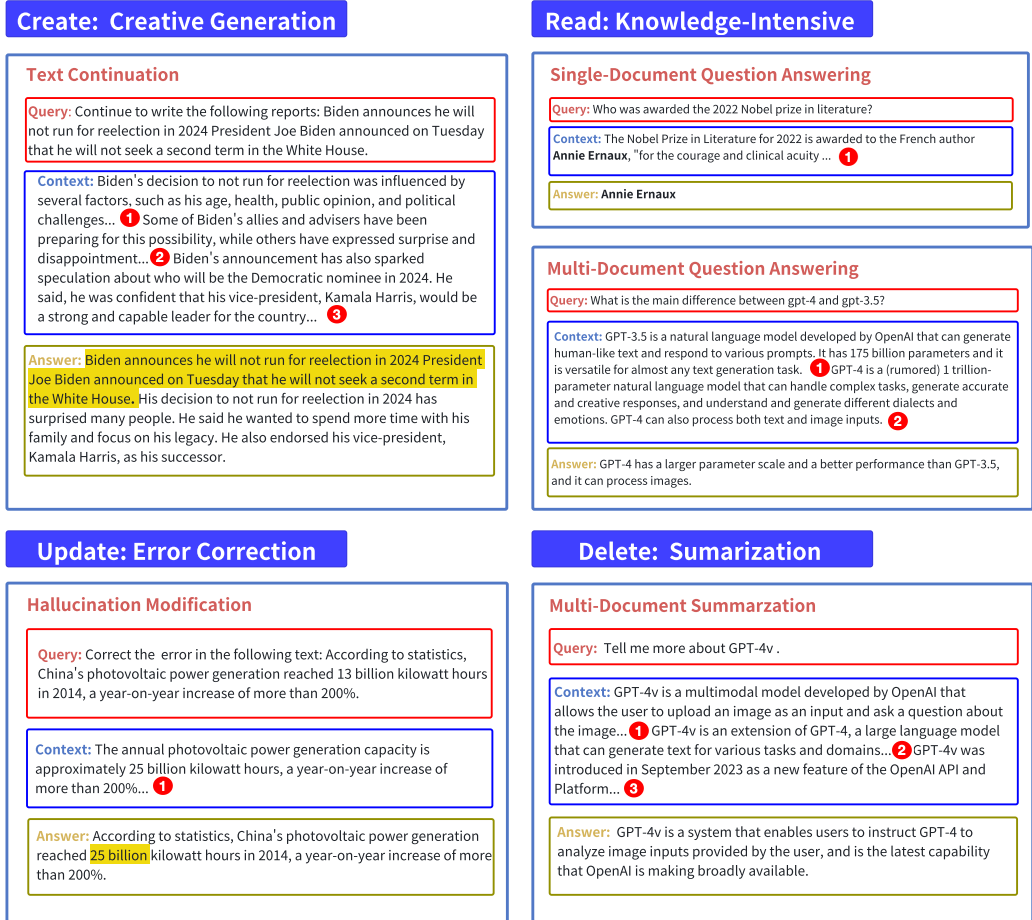 Create: Creative Generation
Text Continuation
Query: Continue to write the following reports: Biden announces he will
not run for reelection in 2024 President Joe Biden announced on Tuesday
that he will not seek a second term in the White House.
Context: Biden's decision to not run for reelection was influenced by
several factors, such as his age, health, public opinion, and political
challenges... 1 Some of Biden's allies and advisers have been
preparing for this possibility, while others have expressed surprise and
disappointment... 2 Biden's announcement has also sparked
speculation about who will be the Democratic nominee in 2024. He
said, he was confident that his vice-president, Kamala Harris, would be
a strong and capable leader for the country... 3
Answer: Biden announces he will not run for reelection in 2024 President
Joe Biden announced on Tuesday that he will not seek a second term in
the White House. His decision to not run for reelection in 2024 has
surprised many people. He said he wanted to spend more time with his
family and focus on his legacy. He also endorsed his vice-president,
Kamala Harris, as his successor.
Read: Knowledge-Intensive
Single-Document Question Answering
Query: Who was awarded the 2022 Nobel prize in literature?
Context: The Nobel Prize in Literature for 2022 is awarded to the French author
Annie Ernaux, "for the courage and clinical acuity ... 1
Answer: Annie Ernaux
Multi-Document Question Answering
Query: What is the main difference between gpt-4 and gpt-3.5?
Context: GPT-3.5 is a natural language model developed by OpenAI that can generate
human-like text and respond to various prompts. It has 175 billion parameters and it
is versatile for almost any text generation task. 1 GPT-4 is a (rumored) 1 trillion-
parameter natural language model that can handle complex tasks, generate accurate
and creative responses, and understand and generate different dialects and
emotions. GPT-4 can also process both text and image inputs. 2
Answer: GPT-4 has a larger parameter scale and a better performance than GPT-3.5,
and it can process images.
Update: Error Correction
Hallucination Modification
Query: Correct the error in the following text: According to statistics,
China's photovoltaic power generation reached 13 billion kilowatt hours
in 2014, a year-on-year increase of more than 200%.
Context: The annual photovoltaic power generation capacity is
approximately 25 billion kilowatt hours, a year-on-year increase of
more than 200%... 1
Answer: According to statistics, China's photovoltaic power generation
reached 25 billion kilowatt hours in 2014, a year-on-year increase of more
than 200%.
Delete: Sumarization
Multi-Document Summarzation
Query: Tell me more about GPT-4v .
Context: GPT-4v is a multimodal model developed by OpenAI that
allows the user to upload an image as an input and ask a question about
the image... 1 GPT-4v is an extension of GPT-4, a large language model
that can generate text for various tasks and domains... 2 GPT-4v was
introduced in September 2023 as a new feature of the OpenAI API and
Platform... 3
Answer: GPT-4v is a system that enables users to instruct GPT-4 to
analyze image inputs provided by the user, and is the latest capability
that OpenAI is making broadly available.